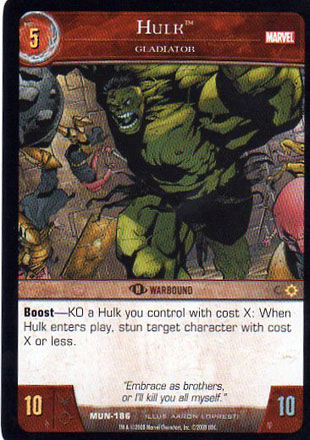 5
HULK™
GLADIATOR
MARVEL
WARBOUND
C
Boost—KO a Hulk you control with cost X: When
Hulk enters play, stun target character with cost
X or less.
"Embrace as brothers,
or I'll kill you all myself."
10
MUN-186
ILLUS: AARON LOPRESTI
10